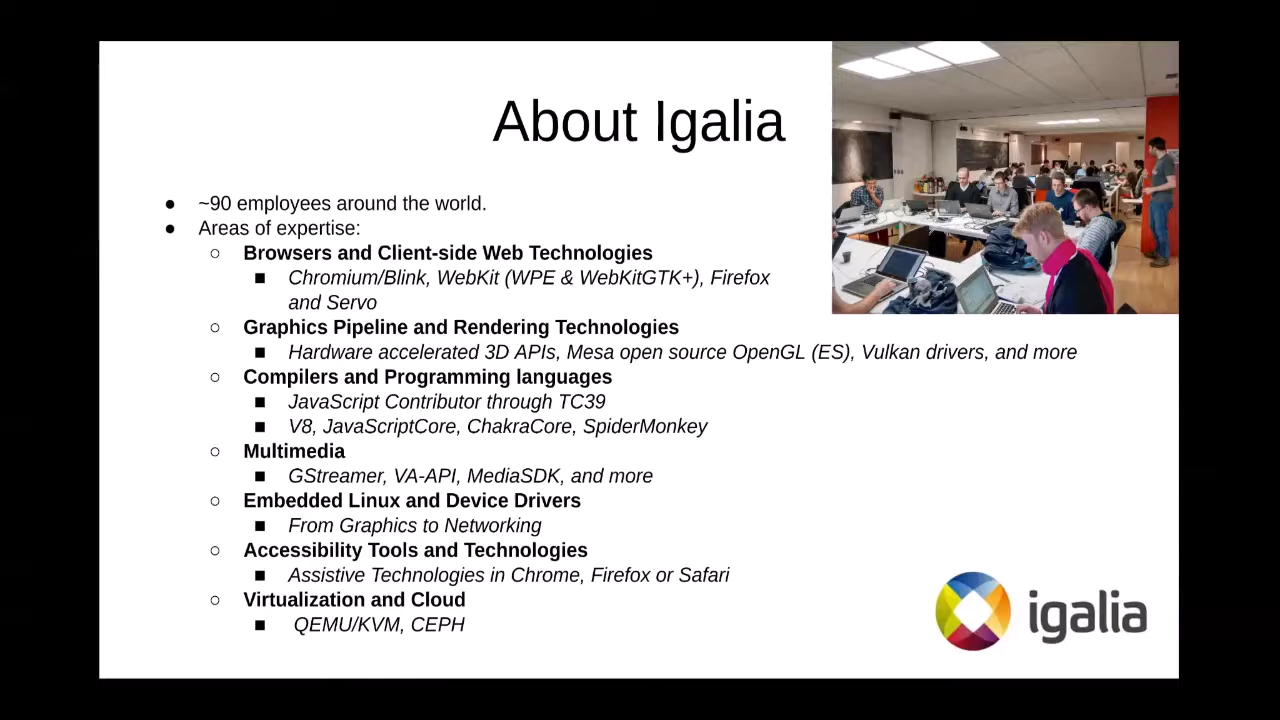 About Igalia
● ~90 employees around the world.
● Areas of expertise:
○ Browsers and Client-side Web Technologies
■ Chromium/Blink, WebKit (WPE & WebKitGTK+), Firefox
and Servo
○ Graphics Pipeline and Rendering Technologies
■ Hardware accelerated 3D APIs, Mesa open source OpenGL (ES), Vulkan drivers, and more
○ Compilers and Programming languages
■ JavaScript Contributor through TC39
■ V8, JavaScriptCore, ChakraCore, SpiderMonkey
○ Multimedia
■ GStreamer, VA-API, MediaSDK, and more
○ Embedded Linux and Device Drivers
■ From Graphics to Networking
○ Accessibility Tools and Technologies
■ Assistive Technologies in Chrome, Firefox or Safari
○ Virtualization and Cloud
■ QEMU/KVM, CEPH
igalia